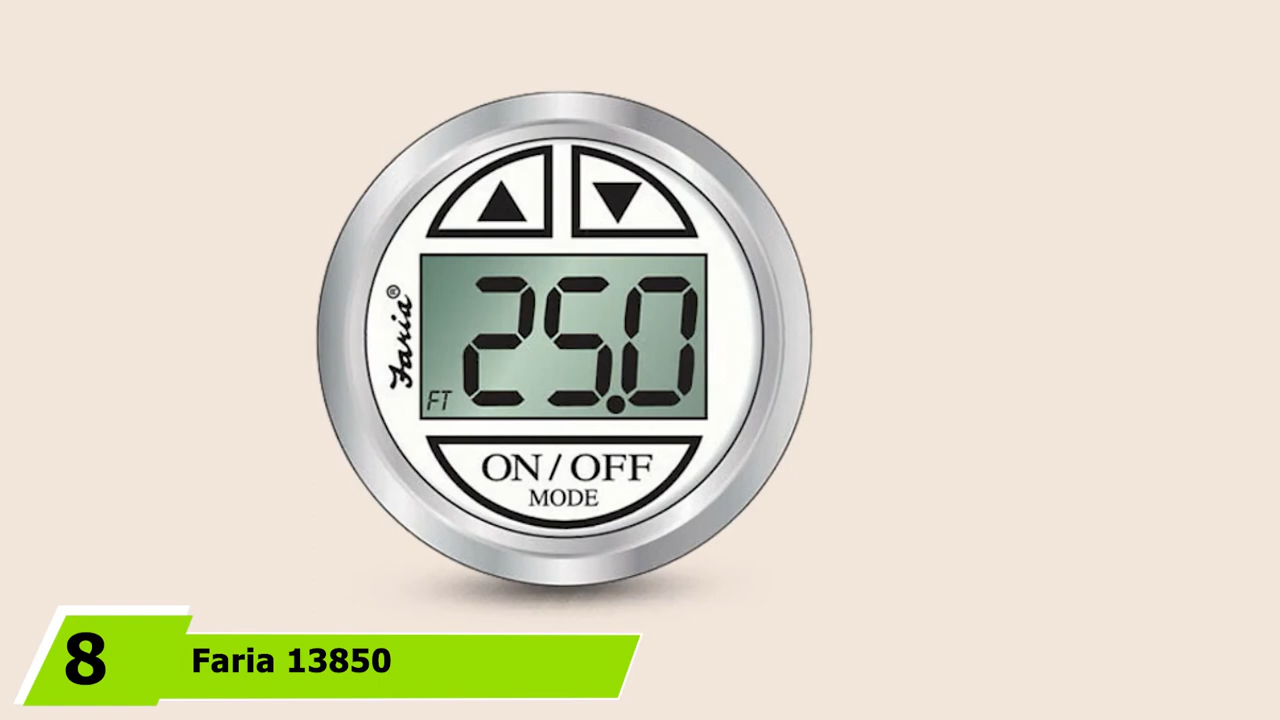 ▲ ▼
Faria®
25.0
FT
ON / OFF
MODE
8
Faria 13850